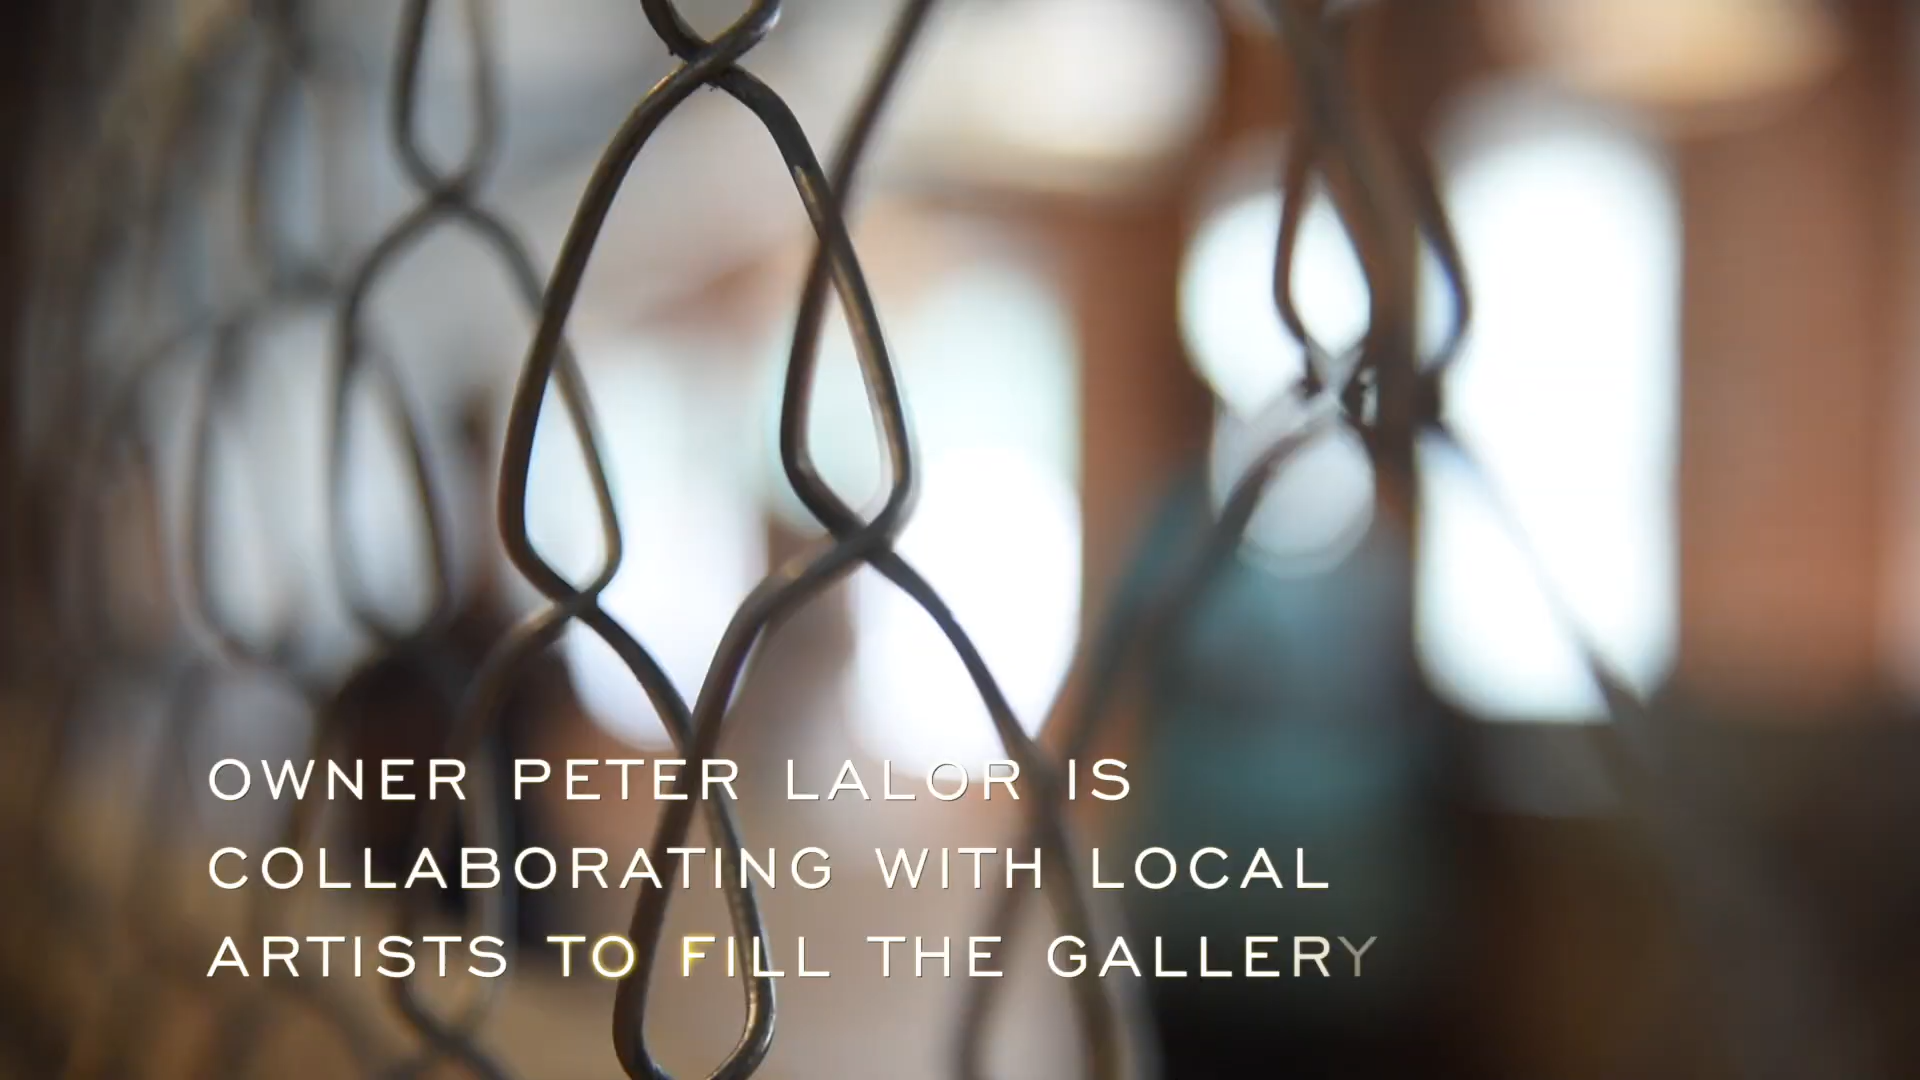 OWNER PETER LALOR IS
COLLABORATING WITH LOCAL
ARTISTS TO FILL THE GALLERY